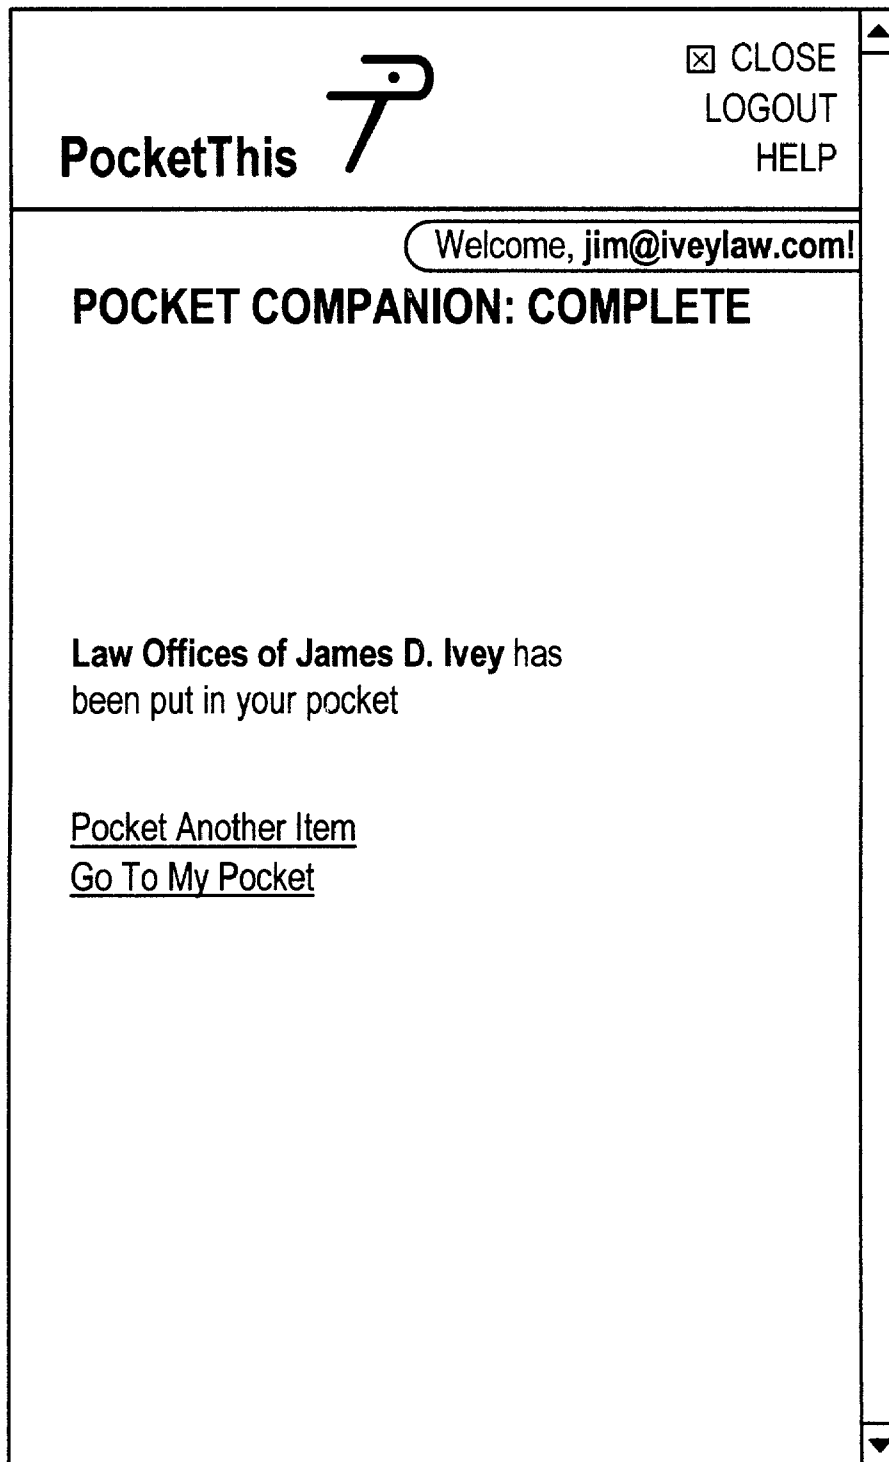 CLOSE
LOGOUT
PocketThis
HELP
Welcome, jim@iveylaw.com!
POCKET COMPANION: COMPLETE
Law Offices of James D. Ivey has
been put in your pocket
Pocket Another Item
Go To My Pocket